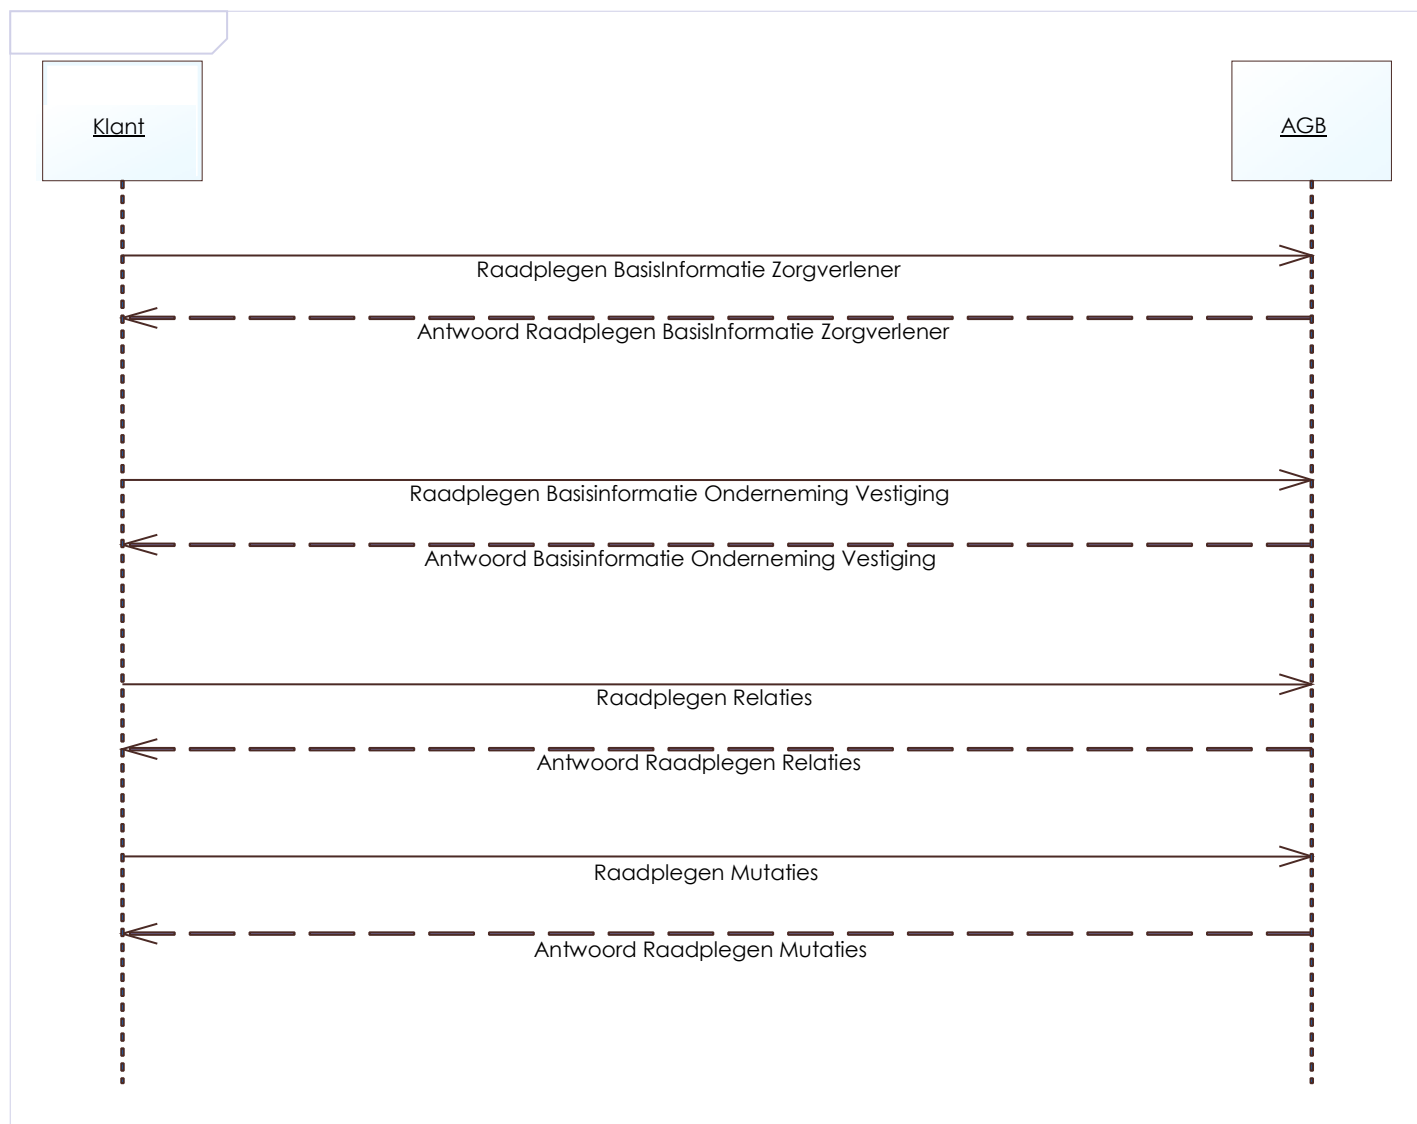 Klant
AGB
Raadplegen BasisInformatie Zorgverlener
Antwoord Raadplegen BasisInformatie Zorgverlener
Raadplegen Basisinformatie Onderneming Vestiging
Antwoord Basisinformatie Onderneming Vestiging
Raadplegen Relaties
Antwoord Raadplegen Relaties
Raadplegen Mutaties
Antwoord Raadplegen Mutaties